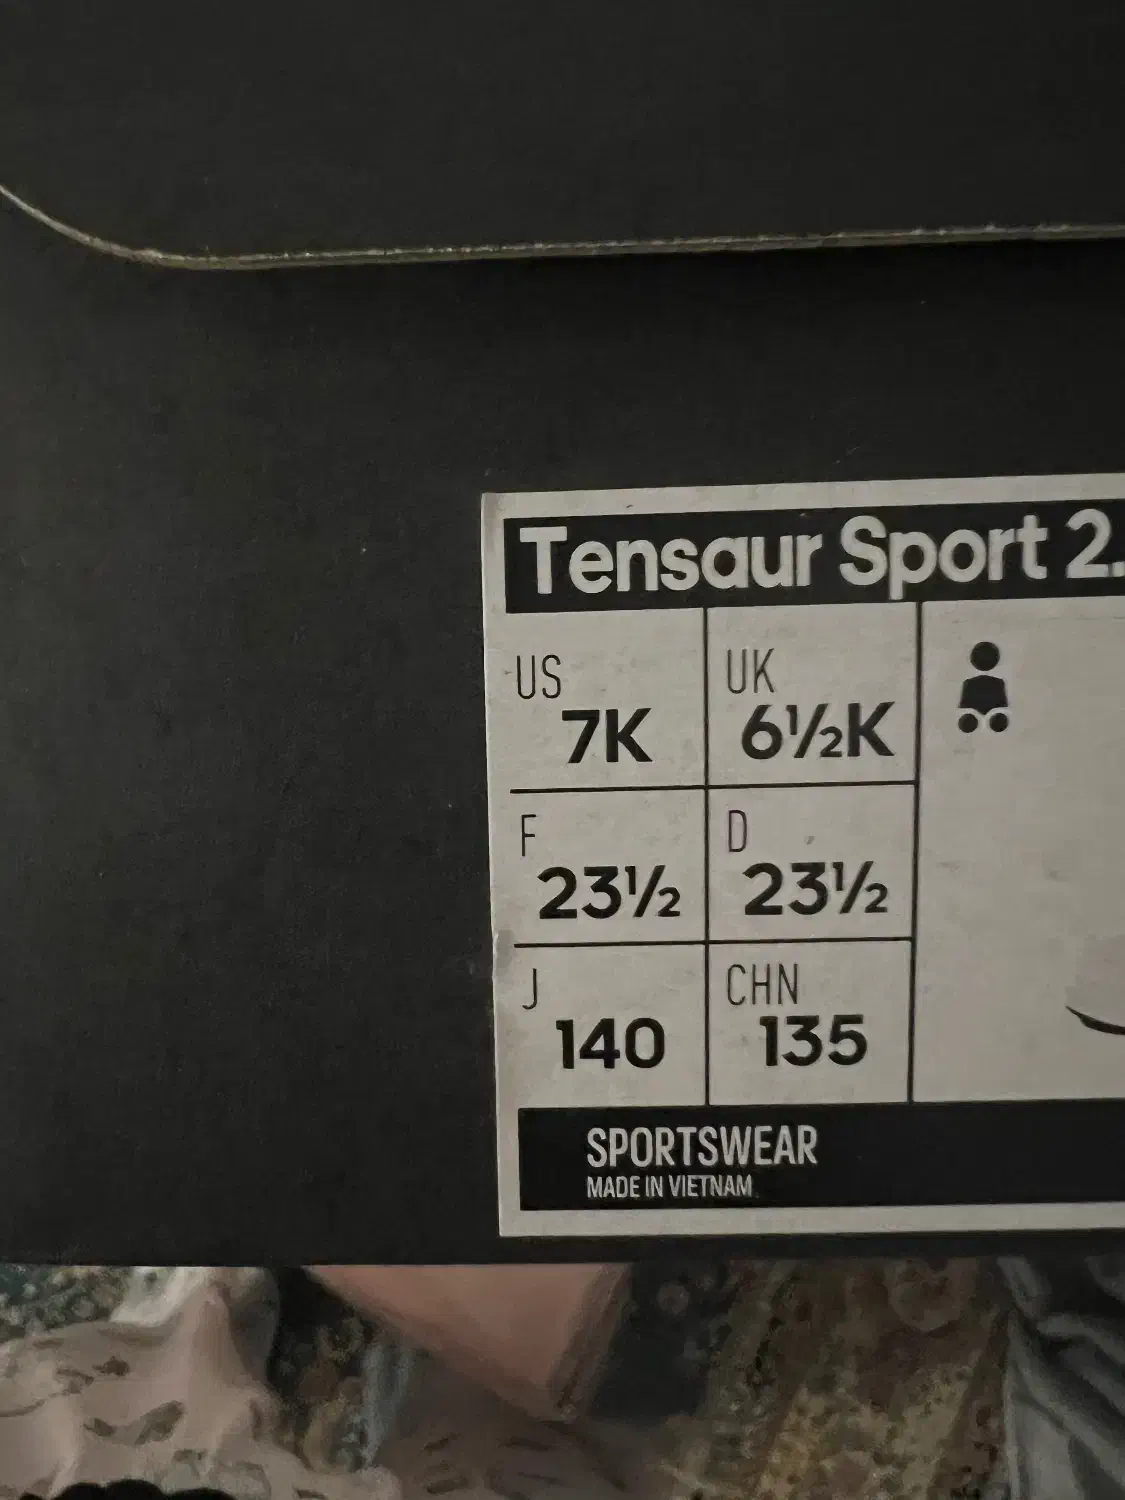 Tensaur Sport 2.
US
7K
UK
6½K
F
23½
D
23½
J
140
CHN
135
SPORTSWEAR
MADE IN VIETNAM